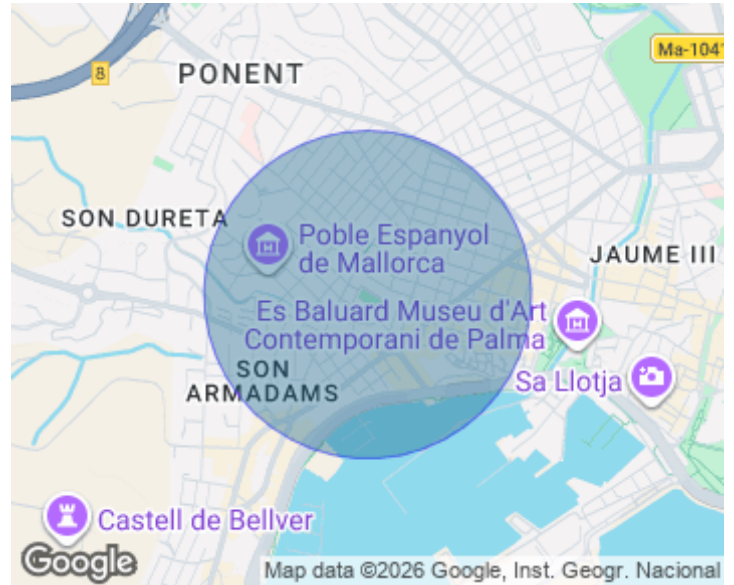 Ma-1041
8
PONENT
SON DURETA
Poble Espanyol
de Mallorca
JAUME III
Es Baluard Museu d'Art
Contemporani de Palma
SON
ARMADAMS
Sa Llotja
Castell de Bellver
Google
Map data ©2026 Google, Inst. Geogr. Nacional